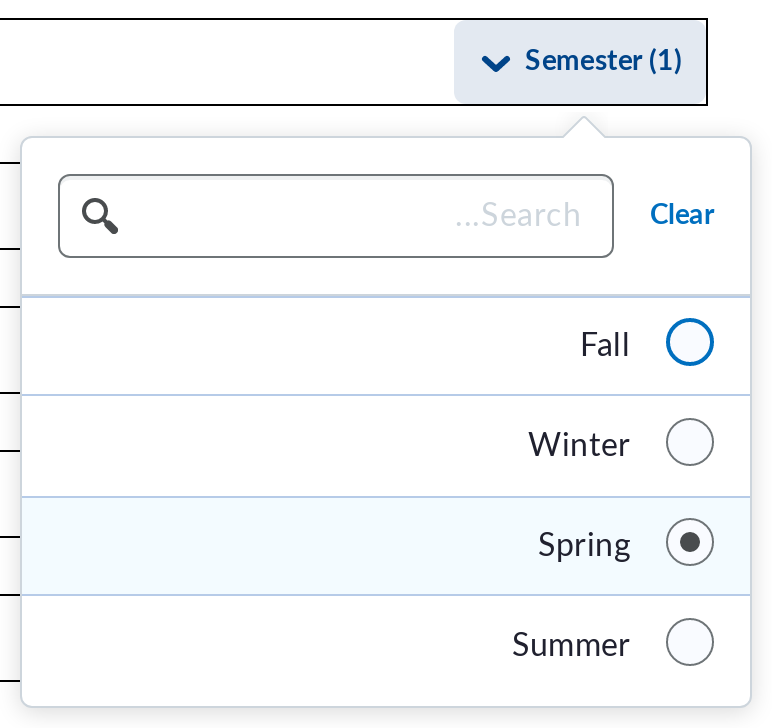 Semester (1)
...Search
Clear
Fall
Winter
Spring
Summer